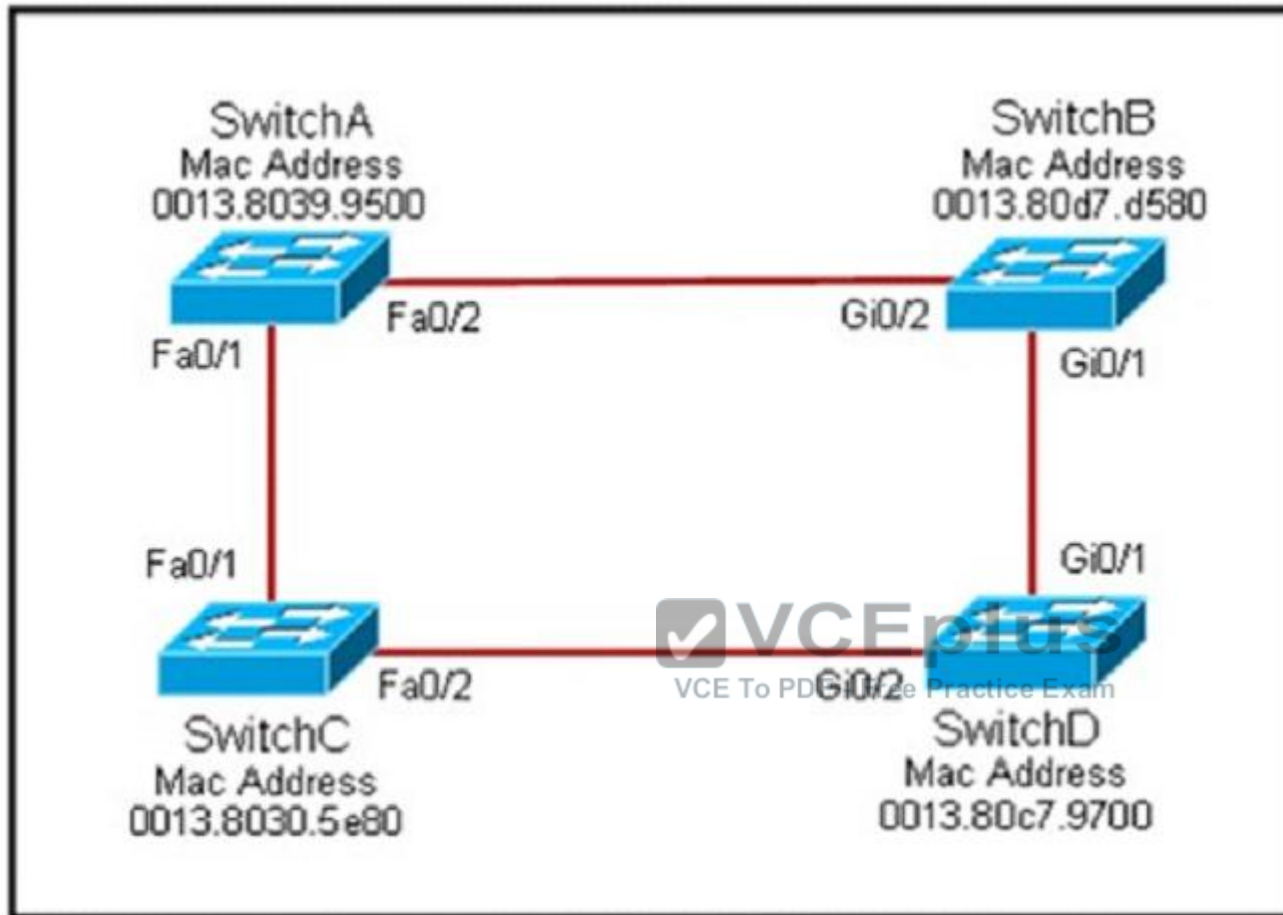 SwitchA
Mac Address
0013.8039.9500
SwitchB
Mac Address
0013.80d7.d580
Fa0/2
Gi0/2
Fa0/1
Gi0/1
Fa0/1
Gi0/1
VCEplus
Fa0/2
Gi0/2
VCE To PDF Free Practice Exam
SwitchC
Mac Address
0013.8030.5e80
SwitchD
Mac Address
0013.80c7.9700